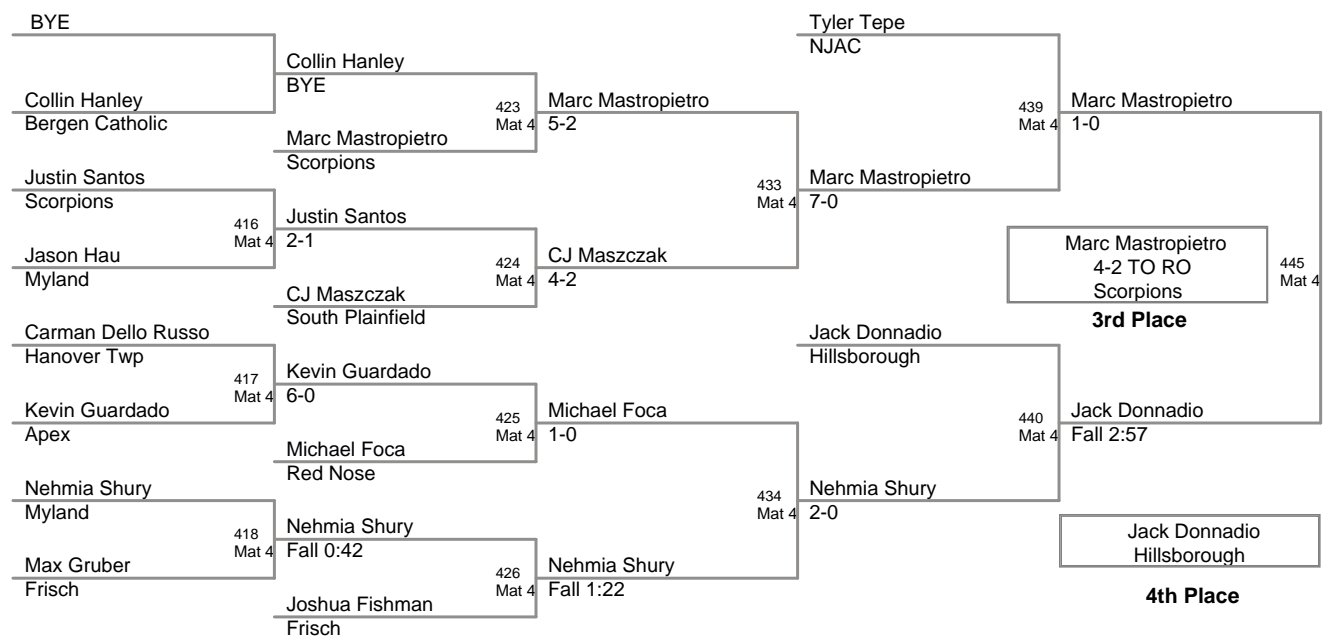 BYE
Collin Hanley
Bergen Catholic
Justin Santos
Scorpions
416
Mat 4
Jason Hau
Myland
Carman Dello Russo
Hanover Twp
417
Mat 4
Kevin Guardado
Apex
Nehmia Shury
Myland
418
Mat 4
Max Gruber
Frisch
Collin Hanley
BYE
423
Mat 4
Marc Mastropietro
Scorpions
Justin Santos
2-1
424
Mat 4
CJ Maszczak
South Plainfield
Kevin Guardado
6-0
425
Mat 4
Michael Foca
Red Nose
Nehmia Shury
Fall 0:42
426
Mat 4
Joshua Fishman
Frisch
Marc Mastropietro
5-2
433
Mat 4
CJ Maszczak
4-2
Michael Foca
1-0
434
Mat 4
Nehmia Shury
Fall 1:22
Tyler Tepe
NJAC
439
Mat 4
Marc Mastropietro
7-0
Jack Donnadio
Hillsborough
440
Mat 4
Nehmia Shury
2-0
Marc Mastropietro
1-0
445
Mat 4
Jack Donnadio
Fall 2:57
Marc Mastropietro
4-2 TO RO
Scorpions
3rd Place
Jack Donnadio
Hillsborough
4th Place